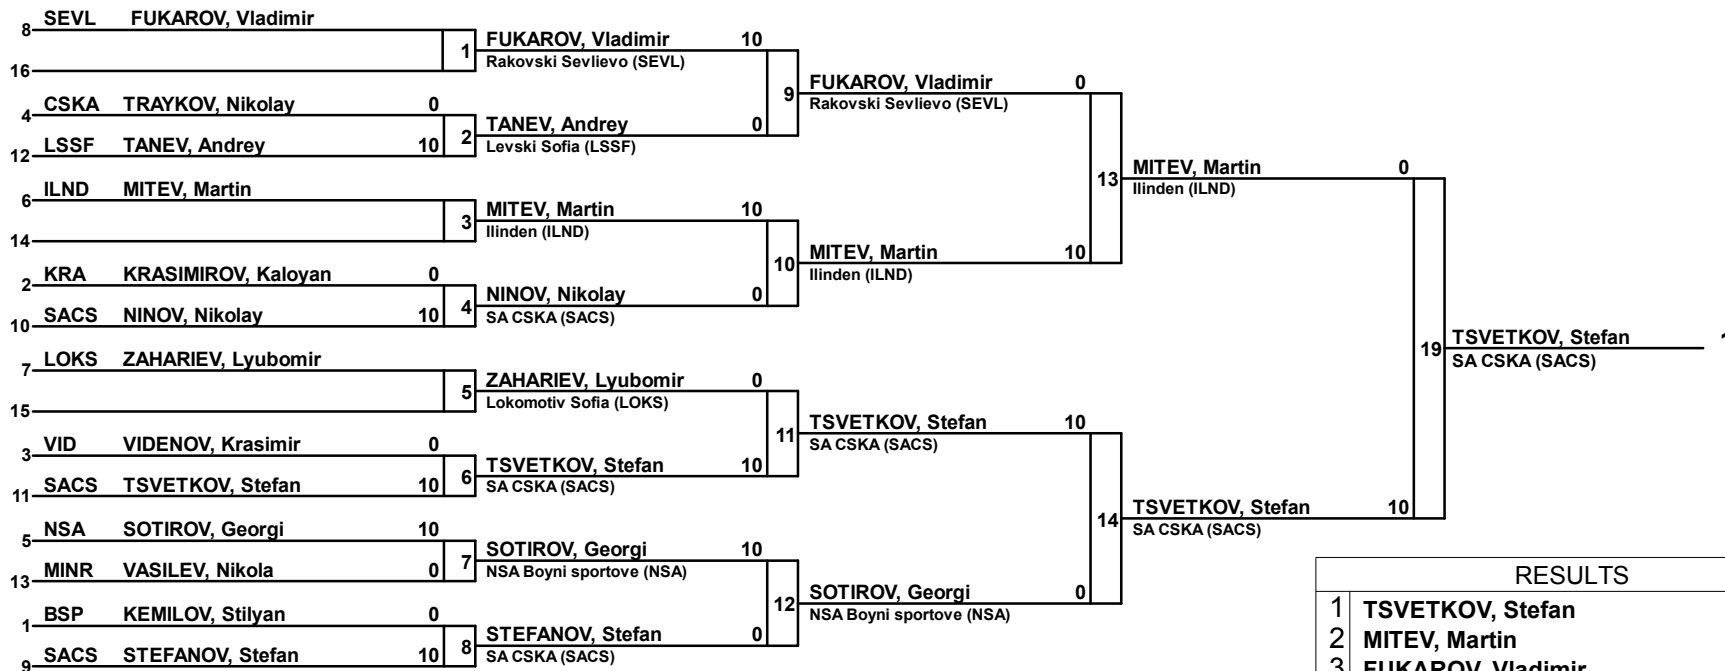 8 SEVL FUKAROV, Vladimir
16
1 FUKAROV, Vladimir 10
Rakovski Sevlievo (SEVL)
4 CSKA TRAYKOV, Nikolay 0
12 LSSF TANEV, Andrey 10
2 TANEV, Andrey 0
Levski Sofia (LSSF)
9 FUKAROV, Vladimir 0
Rakovski Sevlievo (SEVL)
6 ILND MITEV, Martin
14
3 MITEV, Martin 10
Ilinden (ILND)
2 KRA KRASIMIROV, Kaloyan 0
10 SACS NINOV, Nikolay 10
4 NINOV, Nikolay 0
SA CSKA (SACS)
10 MITEV, Martin 10
Ilinden (ILND)
13 MITEV, Martin 0
Ilinden (ILND)
7 LOKS ZAHARIEV, Lyubomir
15
5 ZAHARIEV, Lyubomir 0
Lokomotiv Sofia (LOKS)
3 VID VIDENOV, Krasimir 0
11 SACS TSVETKOV, Stefan 10
6 TSVETKOV, Stefan 10
SA CSKA (SACS)
11 TSVETKOV, Stefan 10
SA CSKA (SACS)
5 NSA SOTIROV, Georgi 10
13 MINR VASILEV, Nikola 0
7 SOTIROV, Georgi 10
NSA Boyni sportove (NSA)
1 BSP KEMILOV, Stilyan 0
9 SACS STEFANOV, Stefan 10
8 STEFANOV, Stefan 0
SA CSKA (SACS)
12 SOTIROV, Georgi 0
NSA Boyni sportove (NSA)
14 TSVETKOV, Stefan 10
SA CSKA (SACS)
19 TSVETKOV, Stefan
SA CSKA (SACS)
RESULTS
1 TSVETKOV, Stefan
2 MITEV, Martin
3 FUKAROV, Vladimir